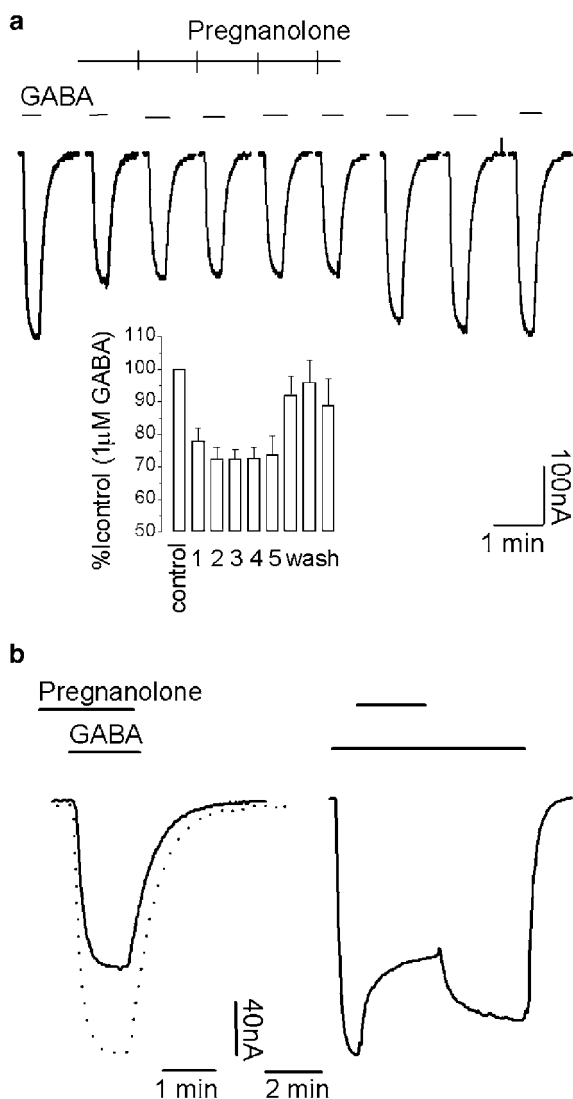 a
Pregnanolone
GABA
%Icontrol (1μM GABA)
110
100
90
80
70
60
50
control
1 2 3 4 5 wash
100nA
1 min
b
Pregnanolone
GABA
40nA
1 min
2 min